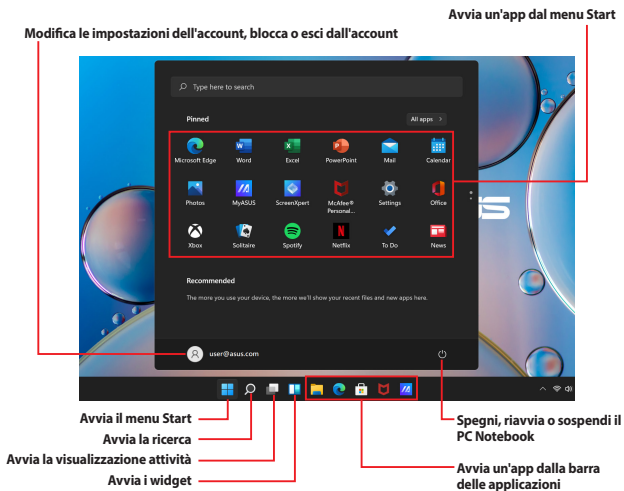 Avvia un'app dal menu Start
Modifica le impostazioni dell'account, blocca o esci dall'account
Type here to search
Pinned
All apps >
Microsoft Edge
Word
Excel
PowerPoint
Mail
Calendar
Photos
MyASUS
ScreenXpert
McAfee®
Personal...
Settings
Office
Xbox
Solitaire
Spotify
Netflix
To Do
News
Recommended
The more you use your device, the more we'll show your recent files and new apps here.
user@asus.com
Avvia il menu Start
Avvia la ricerca
Avvia la visualizzazione attività
Avvia i widget
Spegni, riavvia o sospendi il
PC Notebook
Avvia un'app dalla barra
delle applicazioni